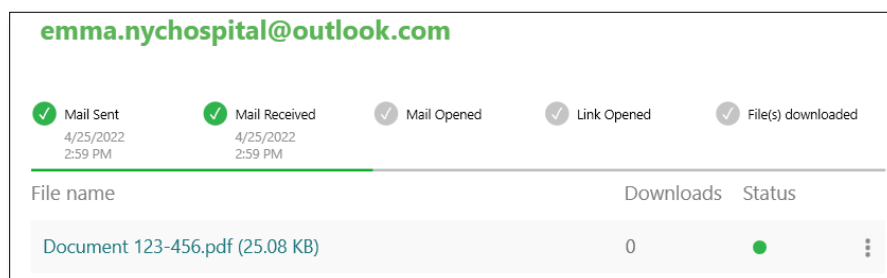 emma.nychospital@outlook.com
Mail Sent
4/25/2022
2:59 PM
Mail Received
4/25/2022
2:59 PM
Mail Opened
Link Opened
File(s) downloaded
File name Downloads Status
Document 123-456.pdf (25.08 KB) 0